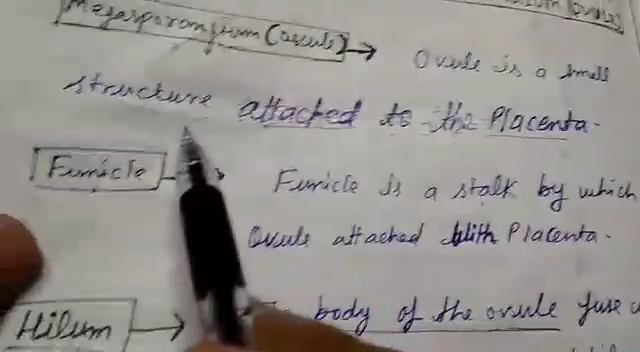 Megasporangium (ovule) → Ovule is a small
structure attached to the Placenta.
Funicle → Funicle is a stalk by which
Ovule attached With Placenta.
Hilum → body of the ovule fuse